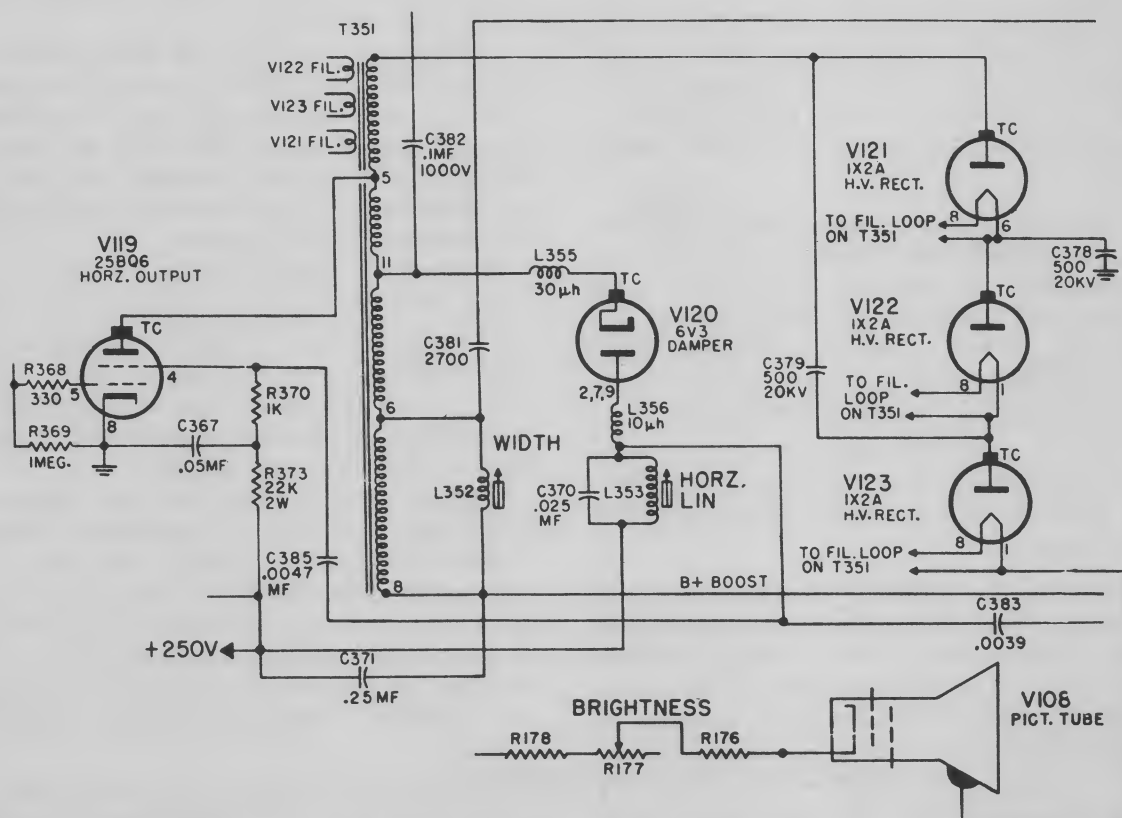 T351
V122 FIL.
V123 FIL.
V121 FIL.
C382
.1MF
1000V
5
V119
25BQ6
HORZ. OUTPUT
TC
11
L355
30µh
TC
V120
6V3
DAMPER
2,7,9
L356
10µh
C381
2700
TC
V121
1X2A
H.V. RECT.
8
6
TO FIL. LOOP
ON T351
C378
500
20KV
TC
V122
1X2A
H.V. RECT.
C379
500
20KV
8
1
TO FIL.
LOOP
ON T351
TC
V123
1X2A
H.V. RECT.
8
1
TO FIL. LOOP
ON T351
R368
330
5
4
8
R369
1MEG.
C367
.05MF
R370
1K
R373
22K
2W
6
WIDTH
L352
C370
.025
MF
L353
HORZ.
LIN
C385
.0047
MF
8
B+ BOOST
C383
.0039
+250V
C371
.25MF
BRIGHTNESS
R178
R177
R176
V108
PICT. TUBE